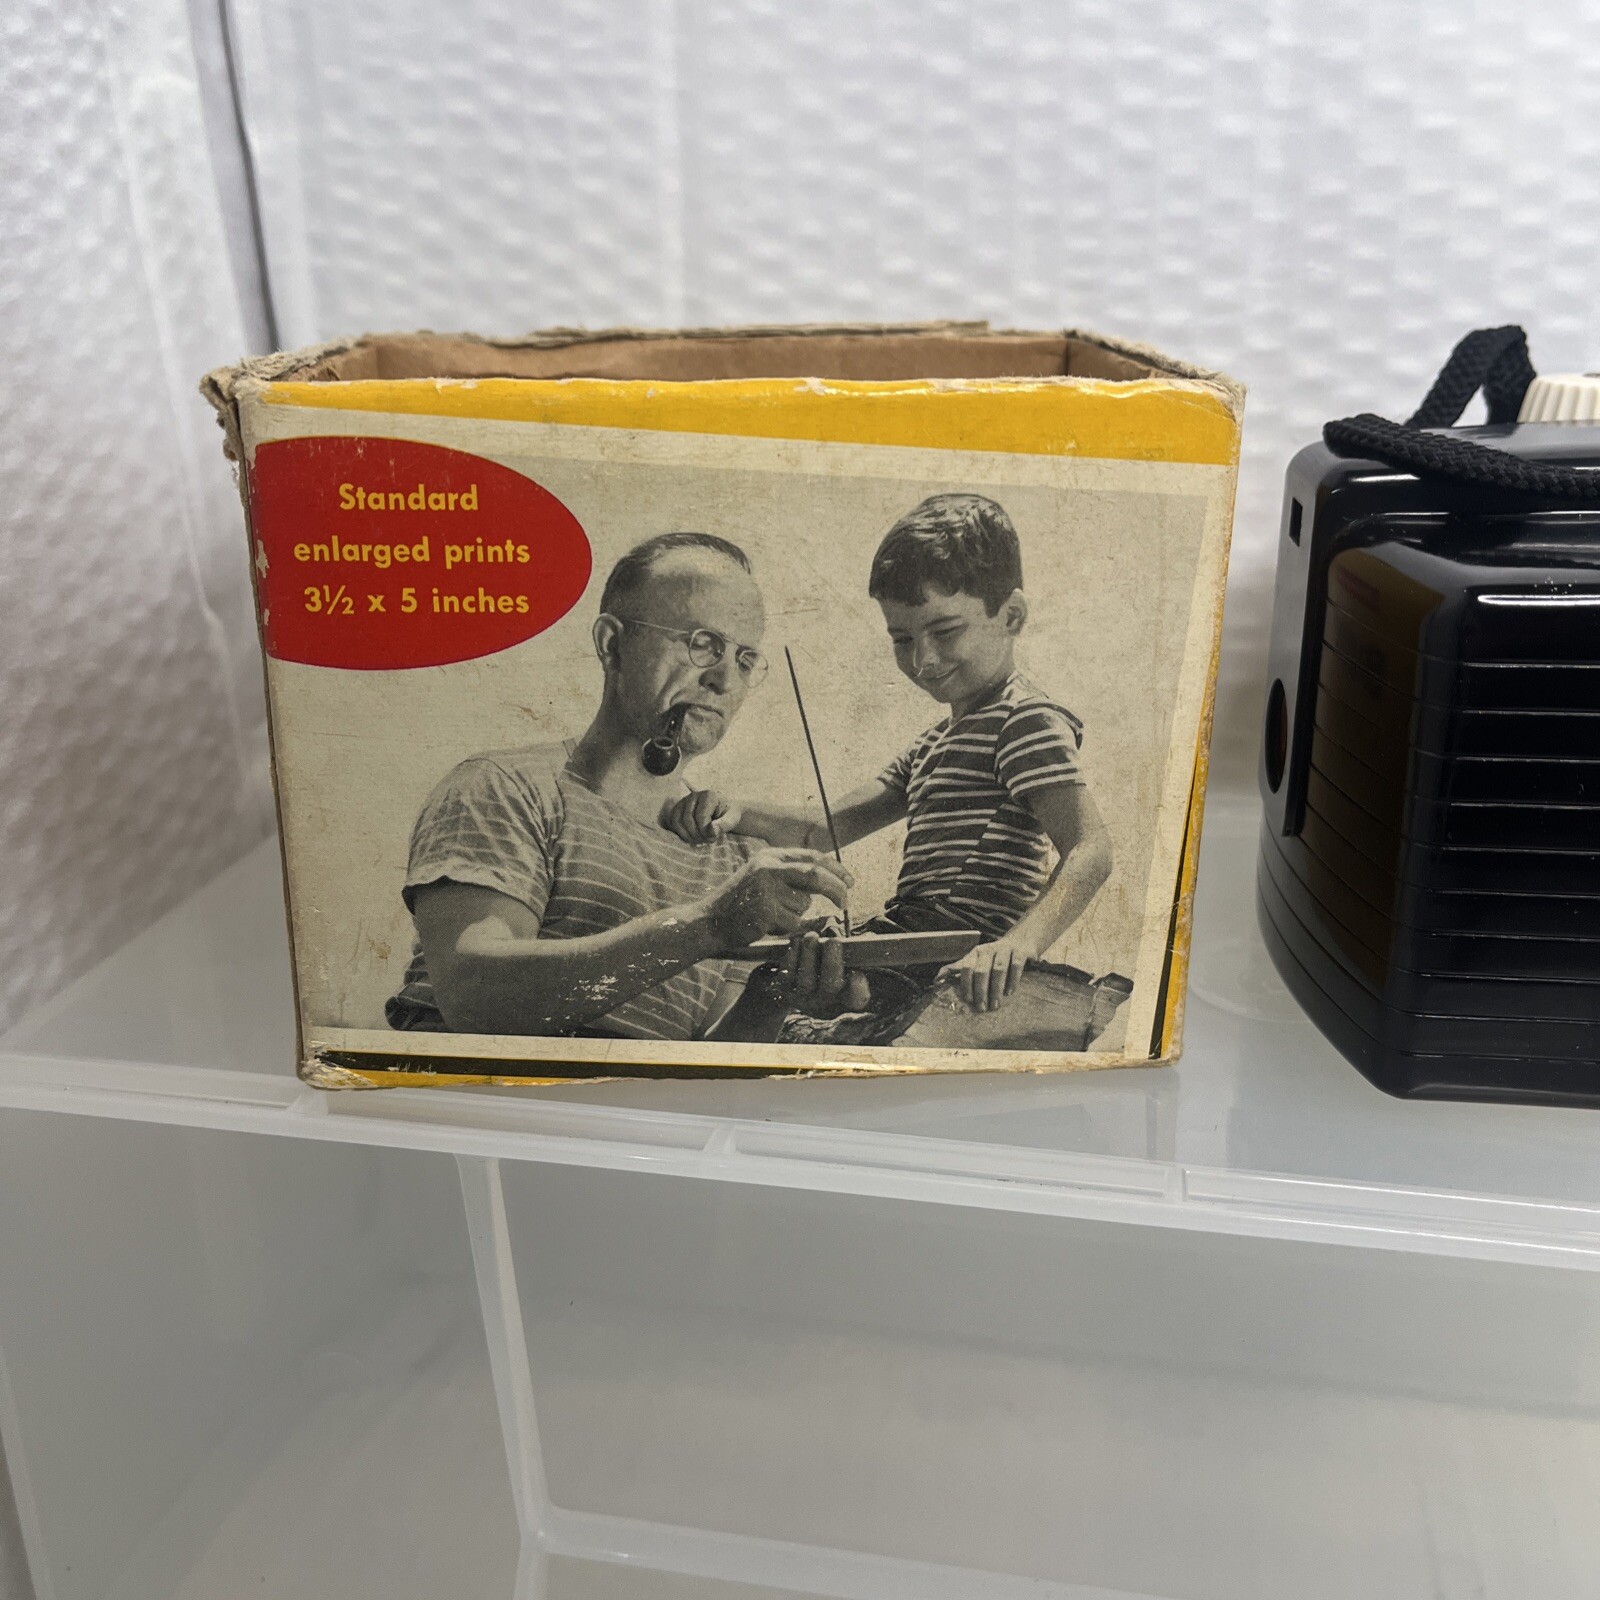 Standard
enlarged prints
3½ x 5 inches